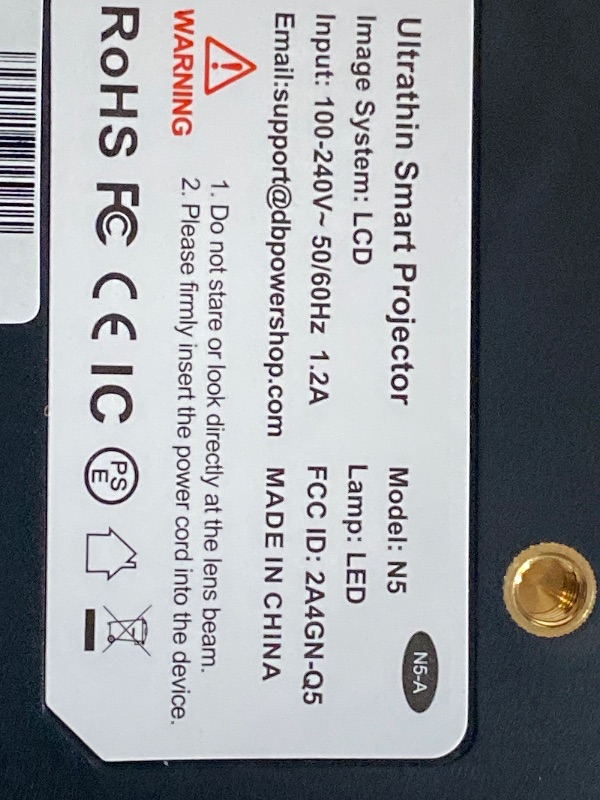 Ultrathin Smart Projector
Model: N5
N5-A
Image System: LCD
Lamp: LED
Input: 100-240V~ 50/60Hz 1.2A
FCC ID: 2A4GN-Q5
Email:support@dbpowershop.com
MADE IN CHINA
WARNING
1. Do not stare or look directly at the lens beam.
2. Please firmly insert the power cord into the device.
RoHS FC CE IC PSE